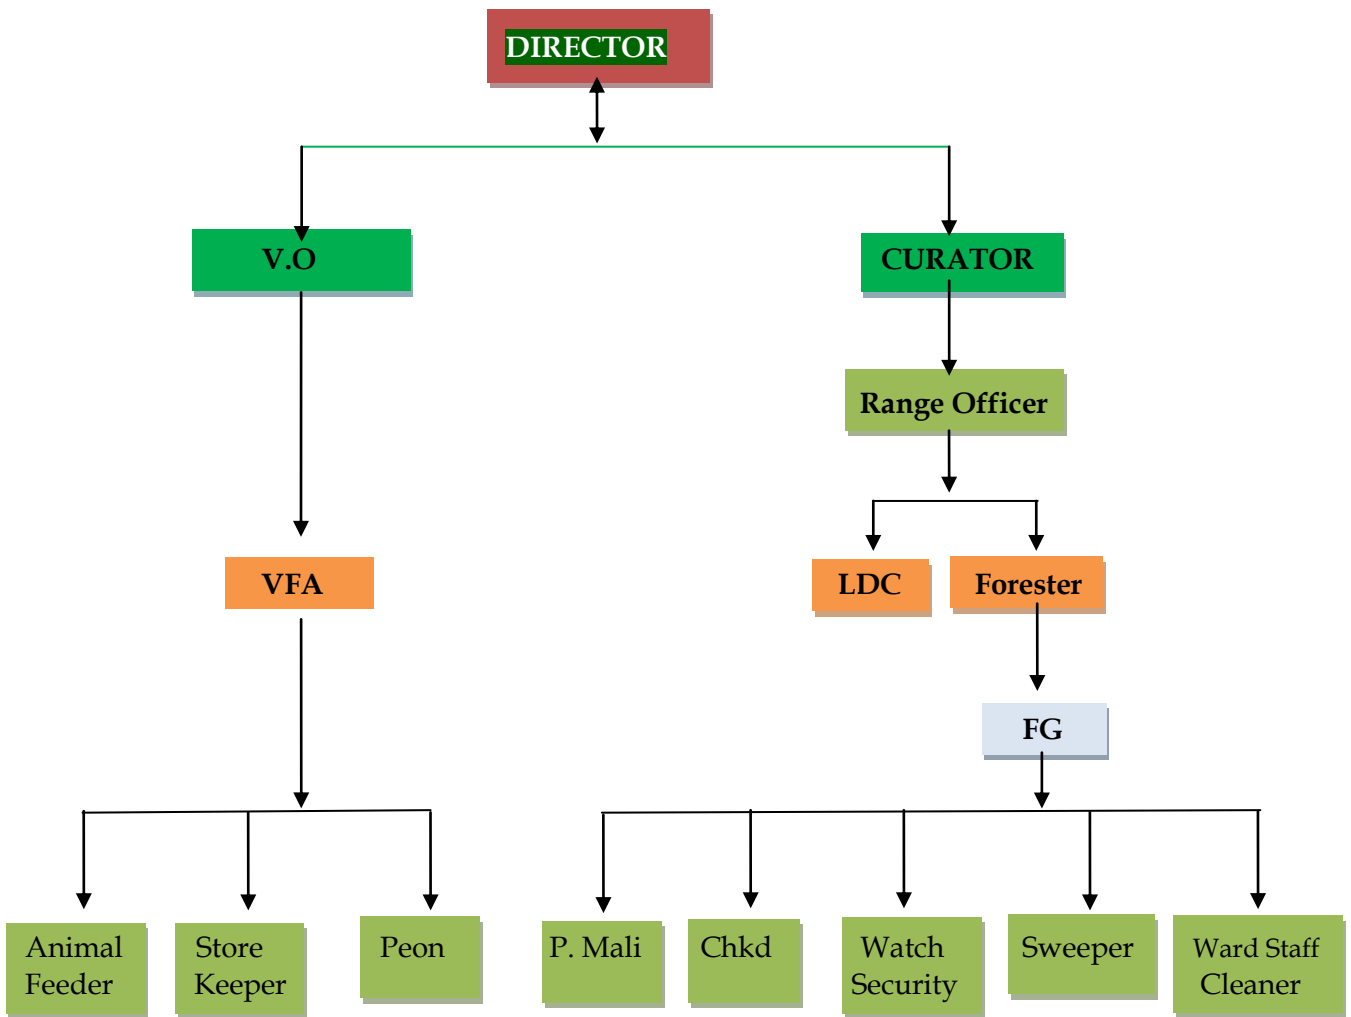 DIRECTOR
V.O
CURATOR
Range Officer
VFA
LDC
Forester
FG
Animal
Feeder
Store
Keeper
Peon
P. Mali
Chkd
Watch
Security
Sweeper
Ward Staff
Cleaner